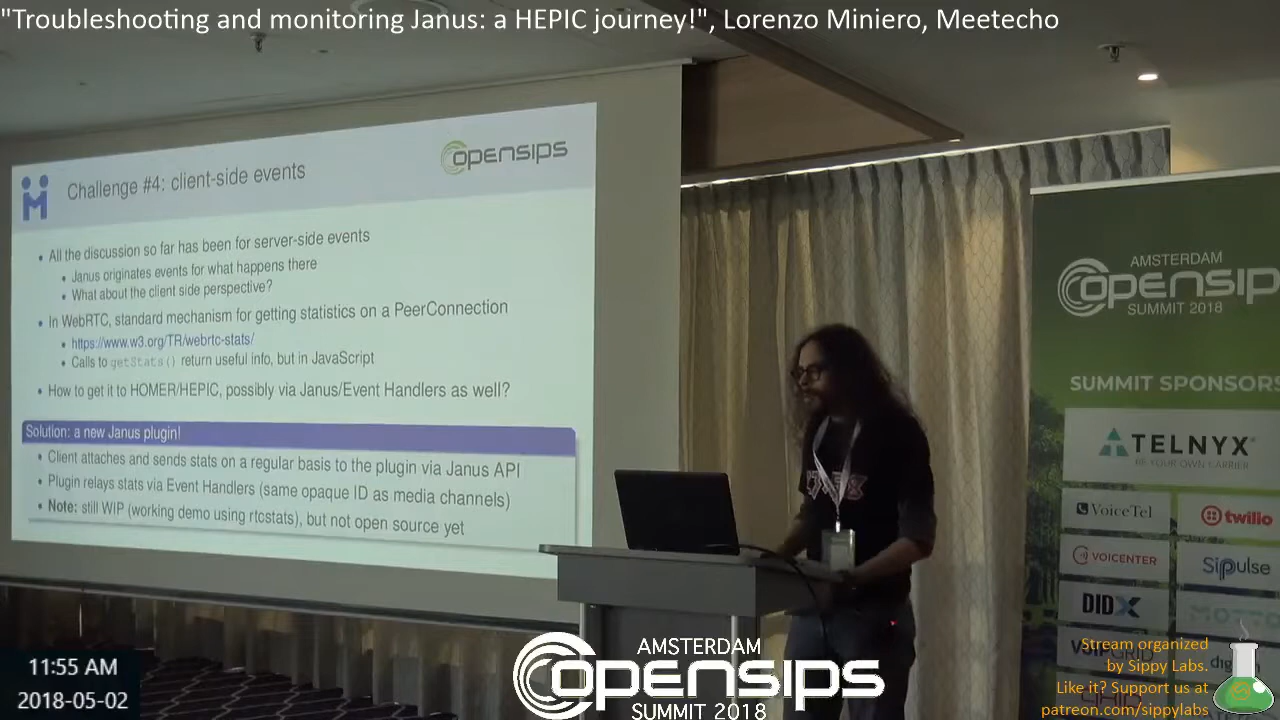 "Troubleshooting and monitoring Janus: a HEPIC journey!", Lorenzo Miniero, Meetecho
Challenge #4: client-side events
opensips
All the discussion so far has been for server-side events
Janus originates events for what happens there
What about the client side perspective?
In WebRTC, standard mechanism for getting statistics on a PeerConnection
https://www.w3.org/TR/webrtc-stats/
Calls to getStats() return useful info, but in JavaScript
How to get it to HOMER/HEPIC, possibly via Janus/Event Handlers as well?
Solution: a new Janus plugin!
Client attaches and sends stats on a regular basis to the plugin via Janus API
Plugin relays stats via Event Handlers (same opaque ID as media channels)
Note: still WIP (working demo using rtcstats), but not open source yet
AMSTERDAM
opensips
SUMMIT 2018
SUMMIT SPONSORS
TELNYX
BE YOUR OWN CARRIER
VoiceTel
twilio
VOICENTER
Sipulse
DIDX
VOIPGRID
11:55 AM
2018-05-02
AMSTERDAM
opensips
SUMMIT 2018
Stream organized
by Sippy Labs.
Like it? Support us at
patreon.com/sippylabs